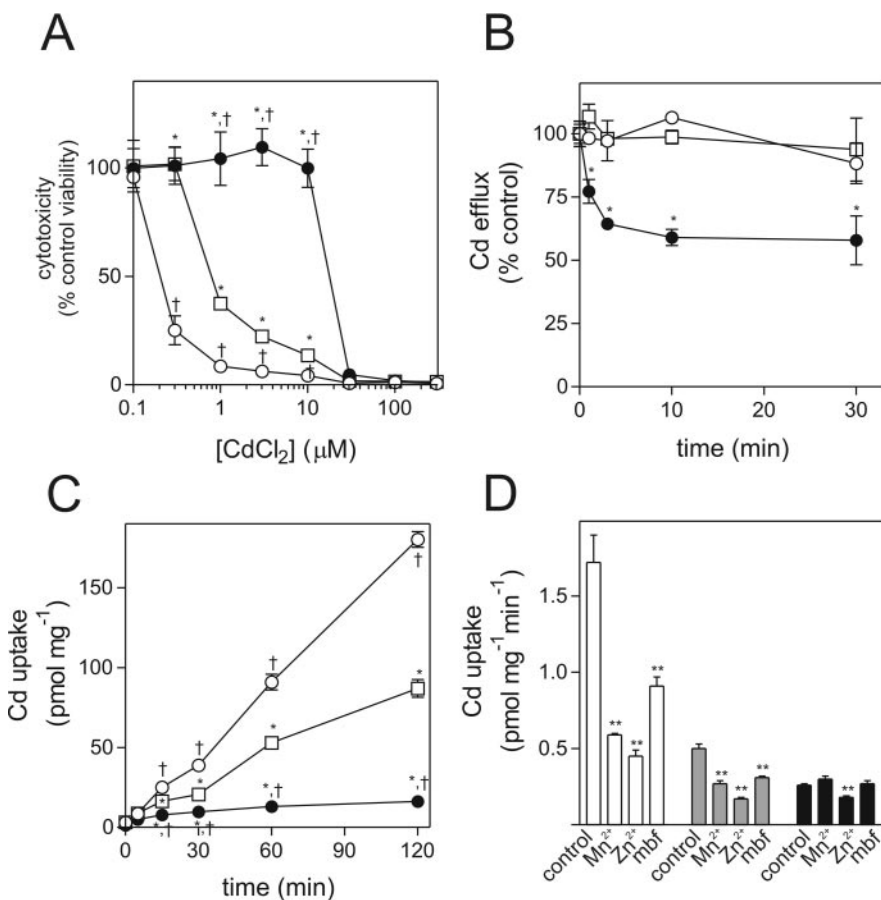 A
cytotoxicity
(% control viability)
100
50
0
0.1
1
10
100
[CdCl₂] (μM)
*
*,†
*,†
*,†
†
*
†
*
†
*
†
B
Cd efflux
(% control)
100
75
50
25
0
0
10
20
30
time (min)
*
*
*
*
C
Cd uptake
(pmol mg⁻¹)
150
100
50
0
0
30
60
90
120
time (min)
†
†
†
†
*
*
*
*
*,†
*,†
*,†
*,†
D
Cd uptake
(pmol mg⁻¹ min⁻¹)
1.5
1.0
0.5
**
**
**
**
**
**
**
control
Mn²⁺
Zn²⁺
mbf
control
Mn²⁺
Zn²⁺
mbf
control
Mn²⁺
Zn²⁺
mbf